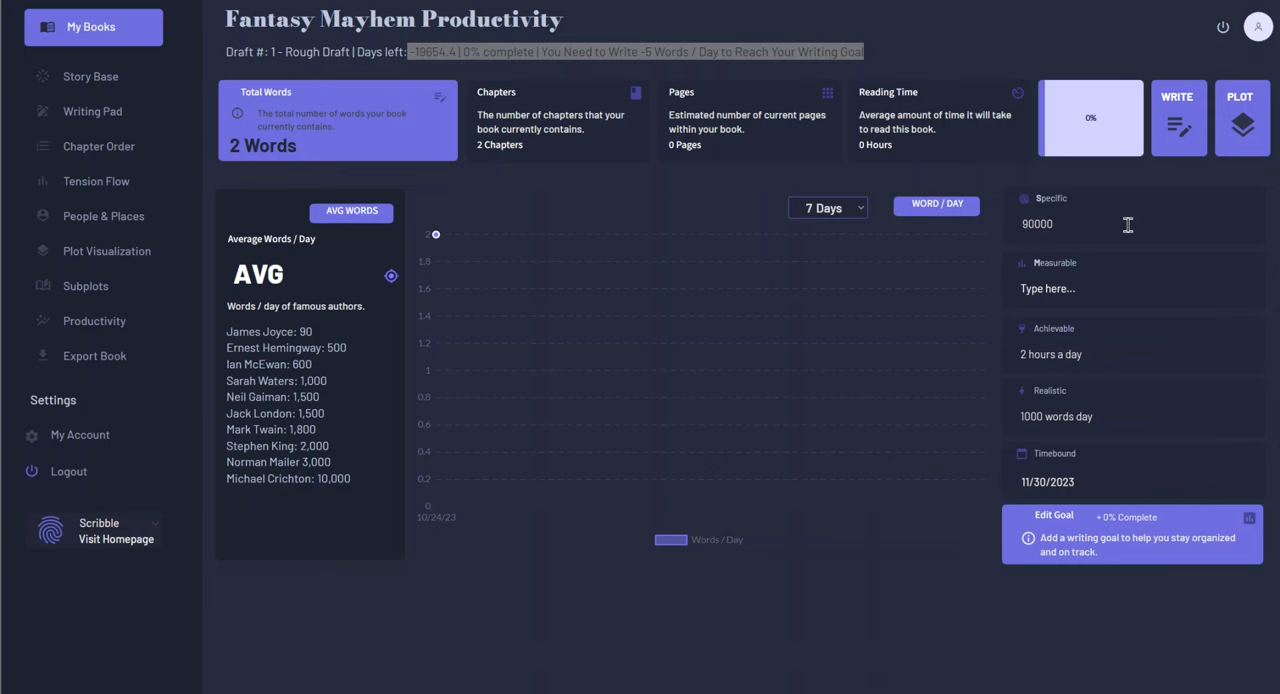 My Books
Story Base
Writing Pad
Chapter Order
Tension Flow
People & Places
Plot Visualization
Subplots
Productivity
Export Book
Settings
My Account
Logout
Scribble
Visit Homepage
Fantasy Mayhem Productivity
Draft #: 1 - Rough Draft | Days left: -19654.4 | 0% complete | You Need to Write -5 Words / Day to Reach Your Writing Goal
Total Words
The total number of words your book
currently contains.
2 Words
Chapters
The number of chapters that your
book currently contains.
2 Chapters
Pages
Estimated number of current pages
within your book.
0 Pages
Reading Time
Average amount of time it will take
to read this book.
0 Hours
0%
WRITE
PLOT
AVG WORDS
Average Words / Day
AVG
Words / day of famous authors.
James Joyce: 90
Ernest Hemingway: 500
Ian McEwan: 600
Sarah Waters: 1,000
Neil Gaiman: 1,500
Jack London: 1,500
Mark Twain: 1,800
Stephen King: 2,000
Norman Mailer 3,000
Michael Crichton: 10,000
7 Days
WORD / DAY
2
1.8
1.6
1.4
1.2
1
0.8
0.6
0.4
0.2
0
10/24/23
Words / Day
Specific
90000
Measurable
Type here...
Achievable
2 hours a day
Realistic
1000 words day
Timebound
11/30/2023
Edit Goal + 0% Complete
Add a writing goal to help you stay organized
and on track.